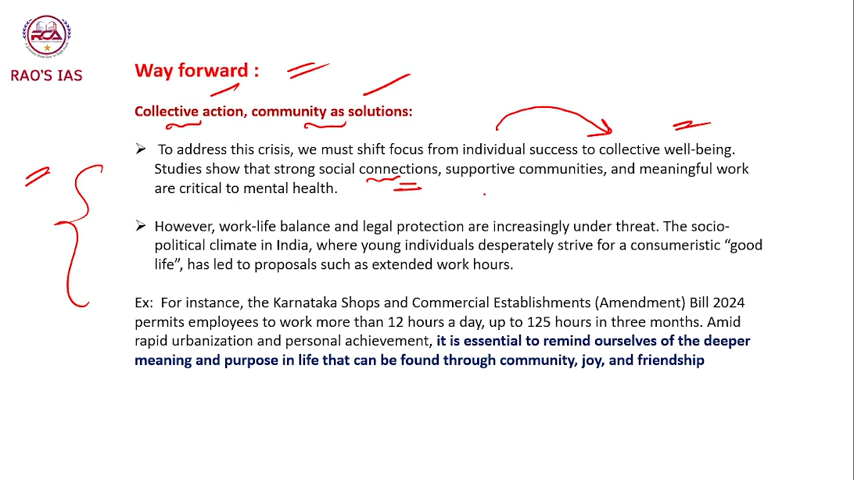 RCA
RAO'S IAS
Way forward :
Collective action, community as solutions:
To address this crisis, we must shift focus from individual success to collective well-being.
Studies show that strong social connections, supportive communities, and meaningful work
are critical to mental health.
However, work-life balance and legal protection are increasingly under threat. The socio-
political climate in India, where young individuals desperately strive for a consumeristic “good
life”, has led to proposals such as extended work hours.
Ex: For instance, the Karnataka Shops and Commercial Establishments (Amendment) Bill 2024
permits employees to work more than 12 hours a day, up to 125 hours in three months. Amid
rapid urbanization and personal achievement, it is essential to remind ourselves of the deeper
meaning and purpose in life that can be found through community, joy, and friendship